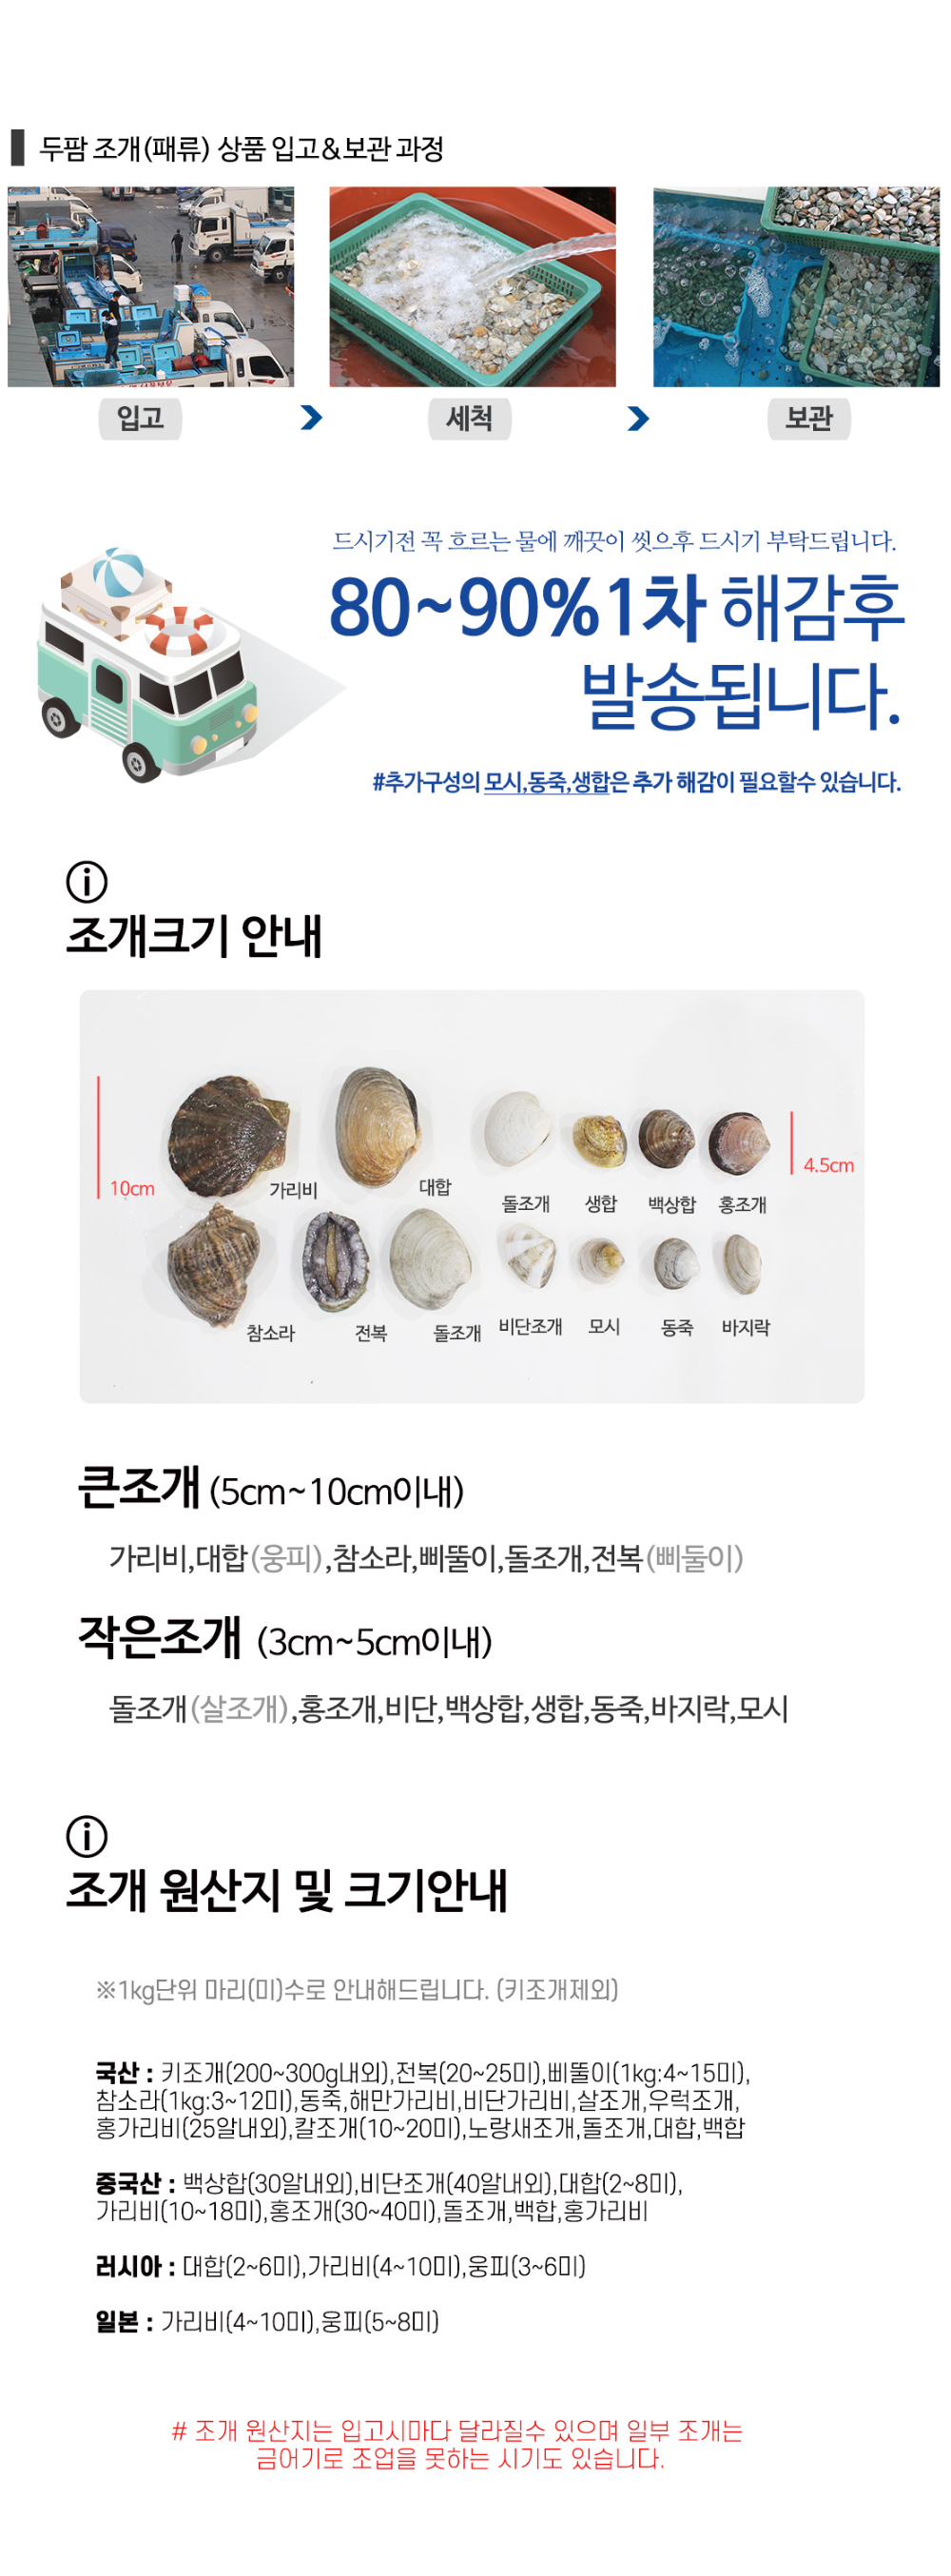 두팜 조개(패류) 상품 입고&보관 과정
입고
세척
보관
드시기전 꼭 흐르는 물에 깨끗이 씻으후 드시기 부탁드립니다.
80~90%1차 해감후
발송됩니다.
#추가구성의 모시,동죽,생합은 추가 해감이 필요할수 있습니다.
조개크기 안내
10cm
가리비
대합
돌조개
생합
백상합
홍조개
4.5cm
참소라
전복
돌조개
비단조개
모시
동죽
바지락
큰조개 (5cm~10cm이내)
가리비,대합(웅피),참소라,삐뚤이,돌조개,전복(삐둘이)
작은조개 (3cm~5cm이내)
돌조개(살조개),홍조개,비단,백상합,생합,동죽,바지락,모시
조개 원산지 및 크기안내
※1kg단위 마리(미)수로 안내해드립니다. (키조개제외)
국산 : 키조개(200~300g내외),전복(20~25미),삐뚤이(1kg:4~15미),
참소라(1kg:3~12미),동죽,해만가리비,비단가리비,살조개,우럭조개,
홍가리비(25알내외),칼조개(10~20미),노랑새조개,돌조개,대합,백합
중국산 : 백상합(30알내외),비단조개(40알내외),대합(2~8미),
가리비(10~18미),홍조개(30~40미),돌조개,백합,홍가리비
러시아 : 대합(2~6미),가리비(4~10미),웅피(3~6미)
일본 : 가리비(4~10미),웅피(5~8미)
# 조개 원산지는 입고시마다 달라질수 있으며 일부 조개는
금어기로 조업을 못하는 시기도 있습니다.